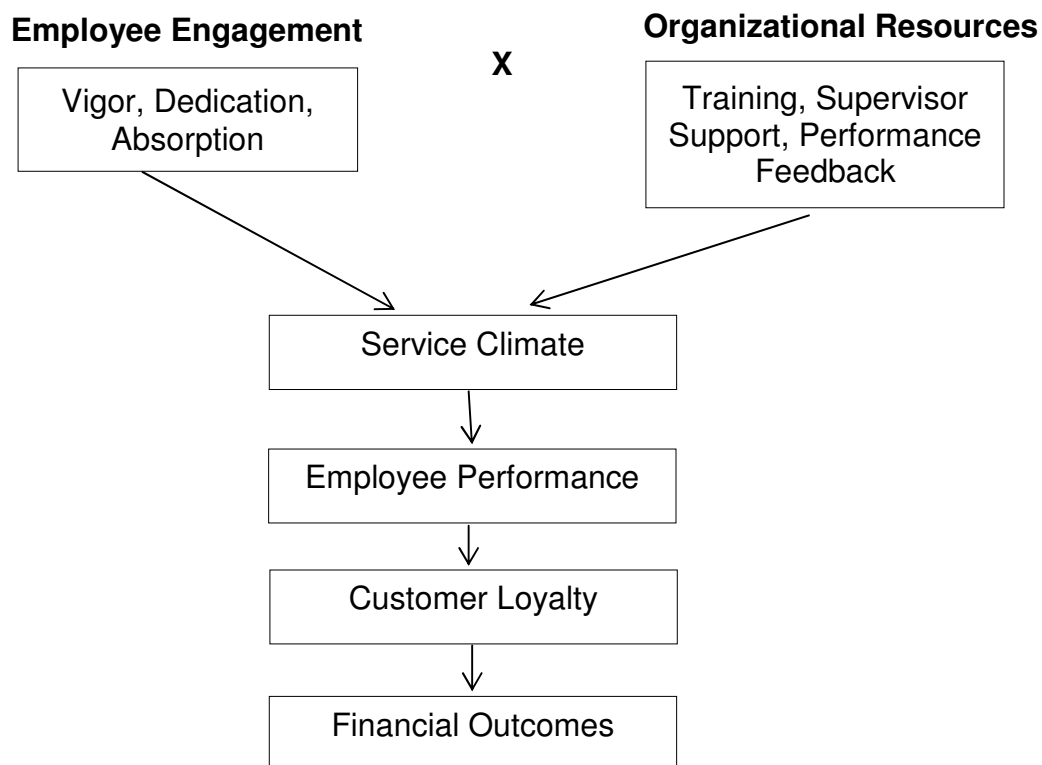 Employee Engagement
X
Organizational Resources
Vigor, Dedication,
Absorption
Training, Supervisor
Support, Performance
Feedback
Service Climate
Employee Performance
Customer Loyalty
Financial Outcomes